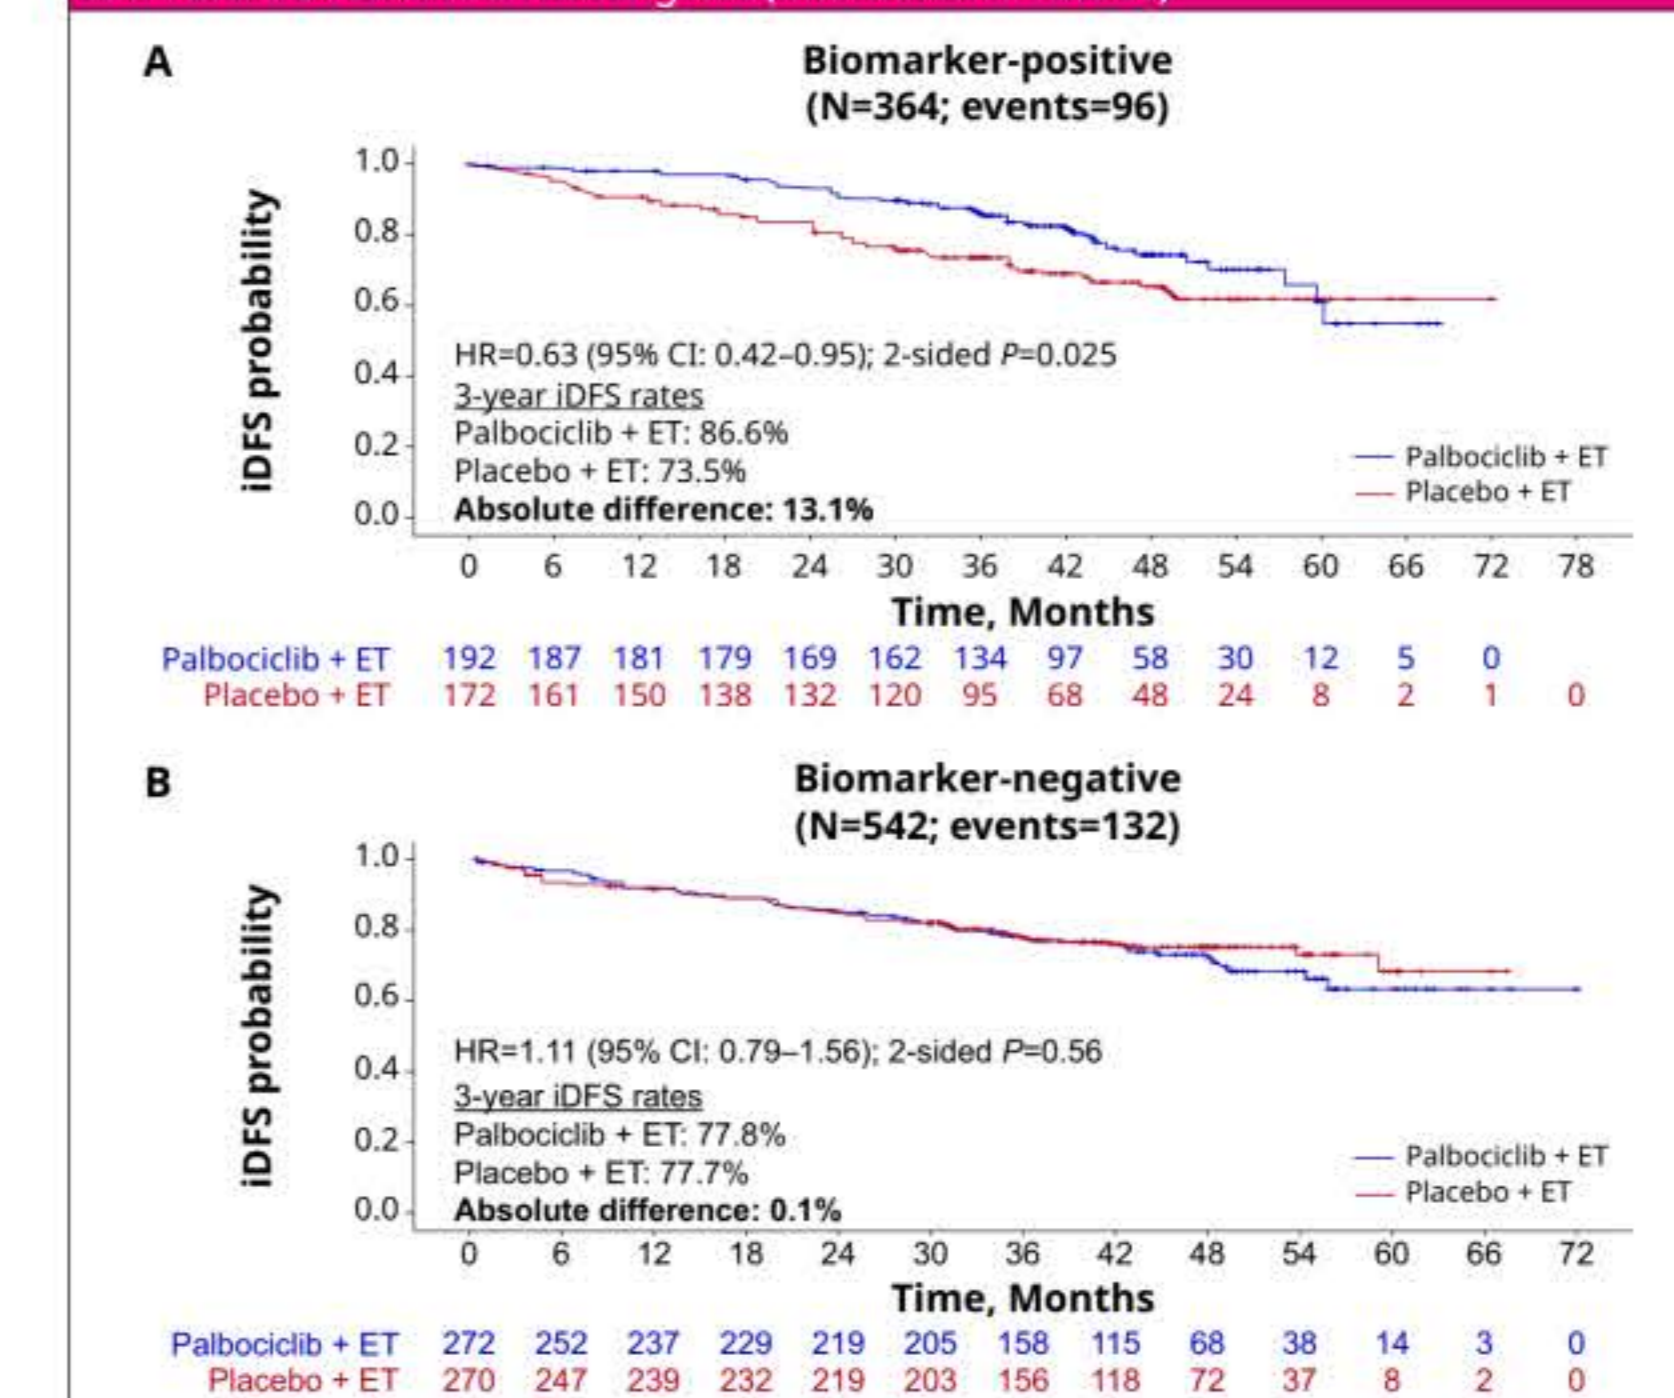 A
Biomarker-positive
(N=364; events=96)
iDFS probability
1.0
0.8
0.6
0.4
0.2
0.0
HR=0.63 (95% CI: 0.42–0.95); 2-sided P=0.025
3-year iDFS rates
Palbociclib + ET: 86.6%
Placebo + ET: 73.5%
Absolute difference: 13.1%
Palbociclib + ET
Placebo + ET
0 6 12 18 24 30 36 42 48 54 60 66 72 78
Time, Months
Palbociclib + ET 192 187 181 179 169 162 134 97 58 30 12 5 0
Placebo + ET 172 161 150 138 132 120 95 68 48 24 8 2 1 0
B
Biomarker-negative
(N=542; events=132)
iDFS probability
1.0
0.8
0.6
0.4
0.2
0.0
HR=1.11 (95% CI: 0.79–1.56); 2-sided P=0.56
3-year iDFS rates
Palbociclib + ET: 77.8%
Placebo + ET: 77.7%
Absolute difference: 0.1%
Palbociclib + ET
Placebo + ET
0 6 12 18 24 30 36 42 48 54 60 66 72
Time, Months
Palbociclib + ET 272 252 237 229 219 205 158 115 68 38 14 3 0
Placebo + ET 270 247 239 232 219 203 156 118 72 37 8 2 0